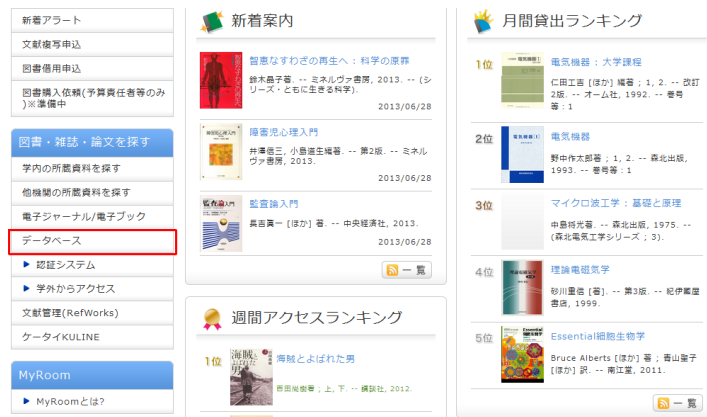 新着アラート
文献複写申込
図書借用申込
図書購入依頼(予算責任者等のみ
)※準備中
図書・雑誌・論文を探す
学内の所蔵資料を探す
他機関の所蔵資料を探す
電子ジャーナル/電子ブック
データベース
認証システム
学外からアクセス
文献管理(RefWorks)
ケータイKULINE
MyRoom
MyRoomとは?
新着案内
智恵なすわざの再生へ : 科学の原罪
鈴木晶子著. -- ミネルヴァ書房, 2013. -- (シ
リーズ・ともに生きる科学).
2013/06/28
障害児心理入門
井澤信三, 小島道生編著. -- 第2版. -- ミネル
ヴァ書房, 2013.
2013/06/28
監査論入門
長吉眞一 [ほか] 著. -- 中央経済社, 2013.
2013/06/28
一 覧
週間アクセスランキング
1位
海賊とよばれた男
百田尚樹著 ; 上, 下. -- 講談社, 2012.
月間貸出ランキング
1位
電気機器 : 大学課程
仁田工吉 [ほか] 編著 ; 1, 2. -- 改訂
2版. -- オーム社, 1992. -- 巻号
等 : 1
2位
電気機器
野中作太郎著 ; 1, 2. -- 森北出版,
1993. -- 巻号等 : 1
3位
マイクロ波工学 : 基礎と原理
中島将光著. -- 森北出版, 1975. --
(森北電気工学シリーズ ; 3).
4位
理論電磁気学
砂川重信 [著]. -- 第3版. -- 紀伊國屋
書店, 1999.
5位
Essential細胞生物学
Bruce Alberts [ほか] 著 ; 青山聖子
[ほか] 訳. -- 南江堂, 2011.
一 覧